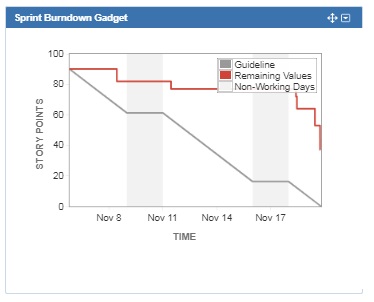 Sprint Burndown Gadget
100
80
60
40
20
0
STORY POINTS
Guideline
Remaining Values
Non-Working Days
Nov 8
Nov 11
Nov 14
Nov 17
TIME